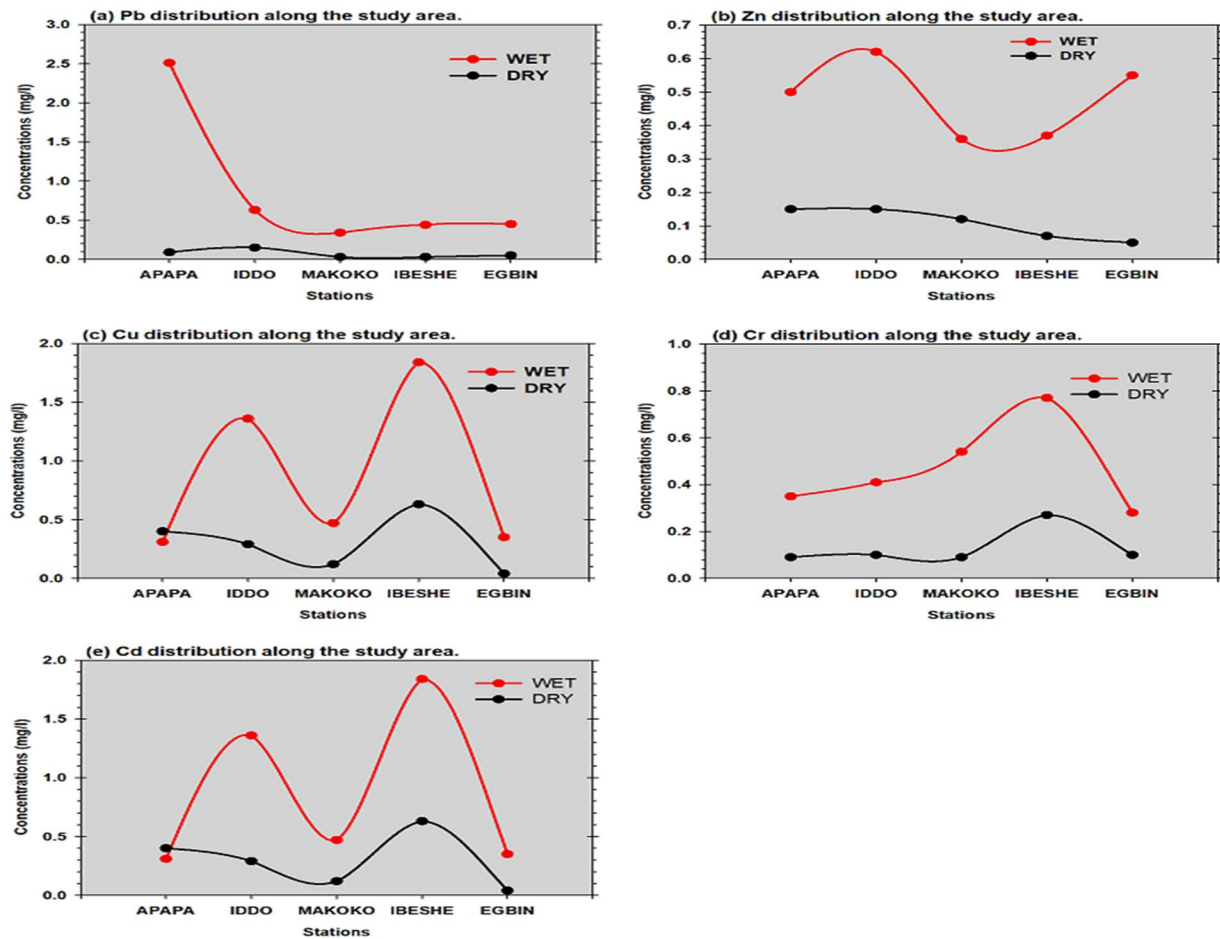 (a) Pb distribution along the study area.
3.0
2.5
2.0
1.5
1.0
0.5
0.0
Concentrations (mg/l)
WET
DRY
APAPA IDDO MAKOKO IBESHE EGBIN
Stations
(b) Zn distribution along the study area.
0.7
0.6
0.5
0.4
0.3
0.2
0.1
0.0
Concentrations (mg/l)
WET
DRY
APAPA IDDO MAKOKO IBESHE EGBIN
Stations
(c) Cu distribution along the study area.
2.0
1.5
1.0
0.5
0.0
Concentrations (mg/l)
WET
DRY
APAPA IDDO MAKOKO IBESHE EGBIN
Stations
(d) Cr distribution along the study area.
1.0
0.8
0.6
0.4
0.2
0.0
Concentrations (mg/l)
WET
DRY
APAPA IDDO MAKOKO IBESHE EGBIN
Stations
(e) Cd distribution along the study area.
2.0
1.5
1.0
0.5
0.0
Concentrations (mg/l)
WET
DRY
APAPA IDDO MAKOKO IBESHE EGBIN
Stations